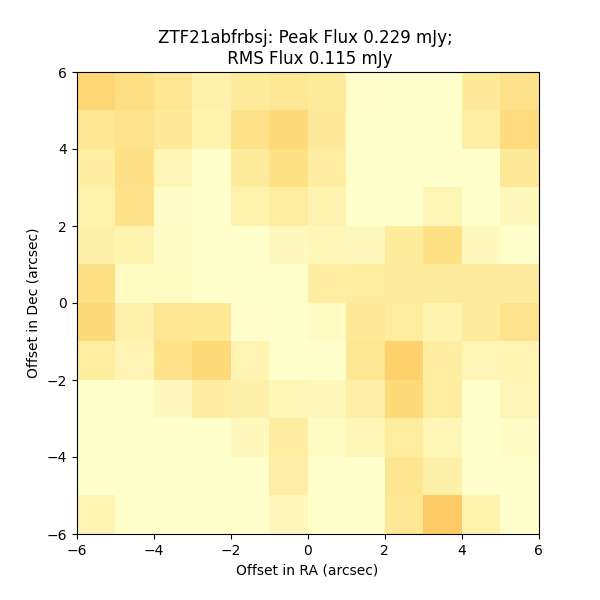 ZTF21abfrbsj: Peak Flux 0.229 mJy;
RMS Flux 0.115 mJy
6
4
2
0
−2
−4
−6
Offset in Dec (arcsec)
−6 −4 −2 0 2 4 6
Offset in RA (arcsec)